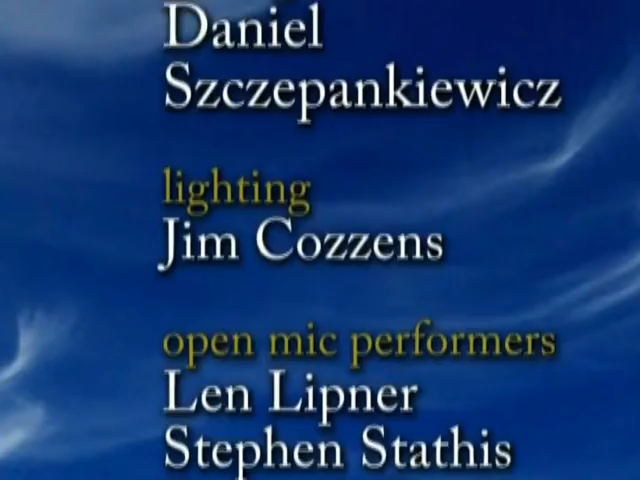 Daniel
Szczepankiewicz
lighting
Jim Cozzens
open mic performers
Len Lipner
Stephen Stathis